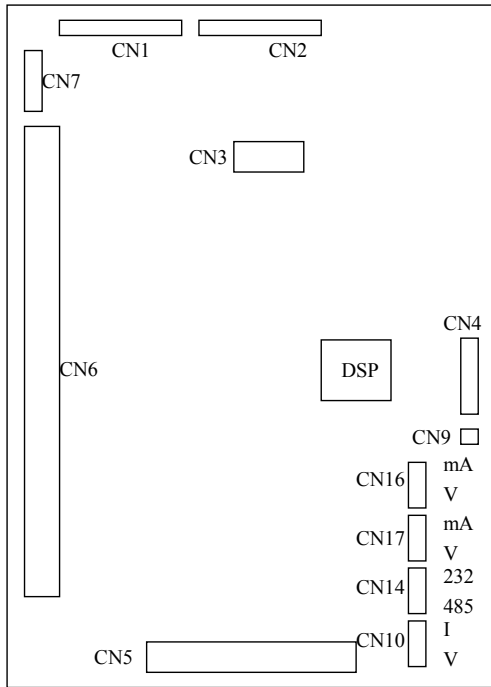 CN1
CN2
CN7
CN3
CN4
CN6
DSP
CN9
CN16
mA
V
CN17
mA
V
CN14
232
485
CN10
I
V
CN5